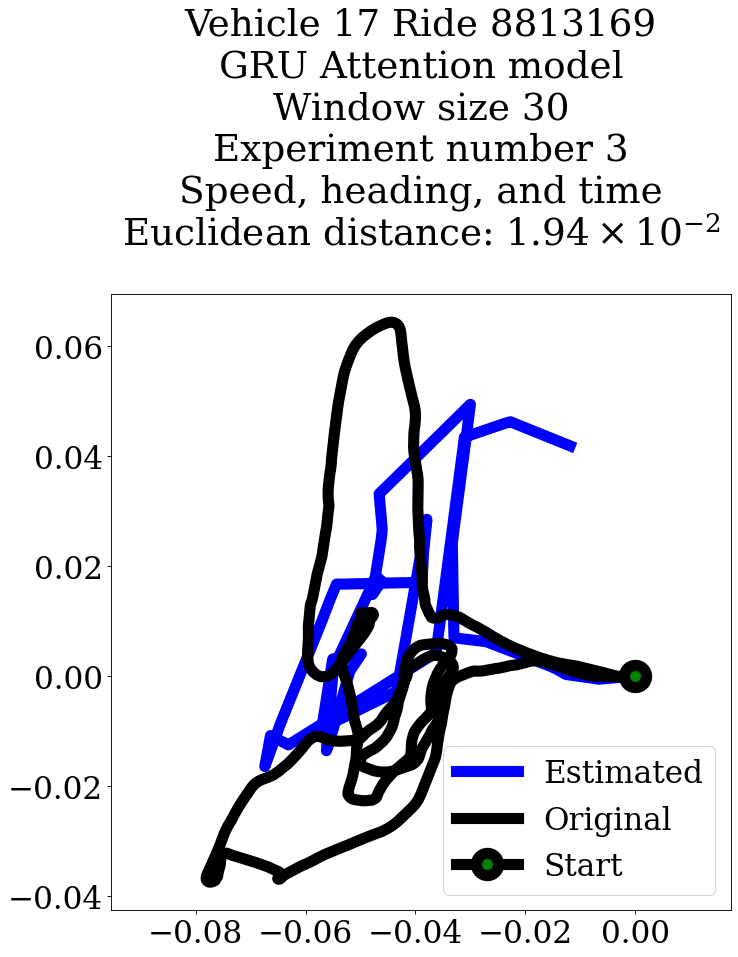 Vehicle 17 Ride 8813169
GRU Attention model
Window size 30
Experiment number 3
Speed, heading, and time
Euclidean distance: 1.94 × 10⁻²
0.06
0.04
0.02
0.00
−0.02
−0.04
Estimated
Original
Start
−0.08 −0.06 −0.04 −0.02 0.00